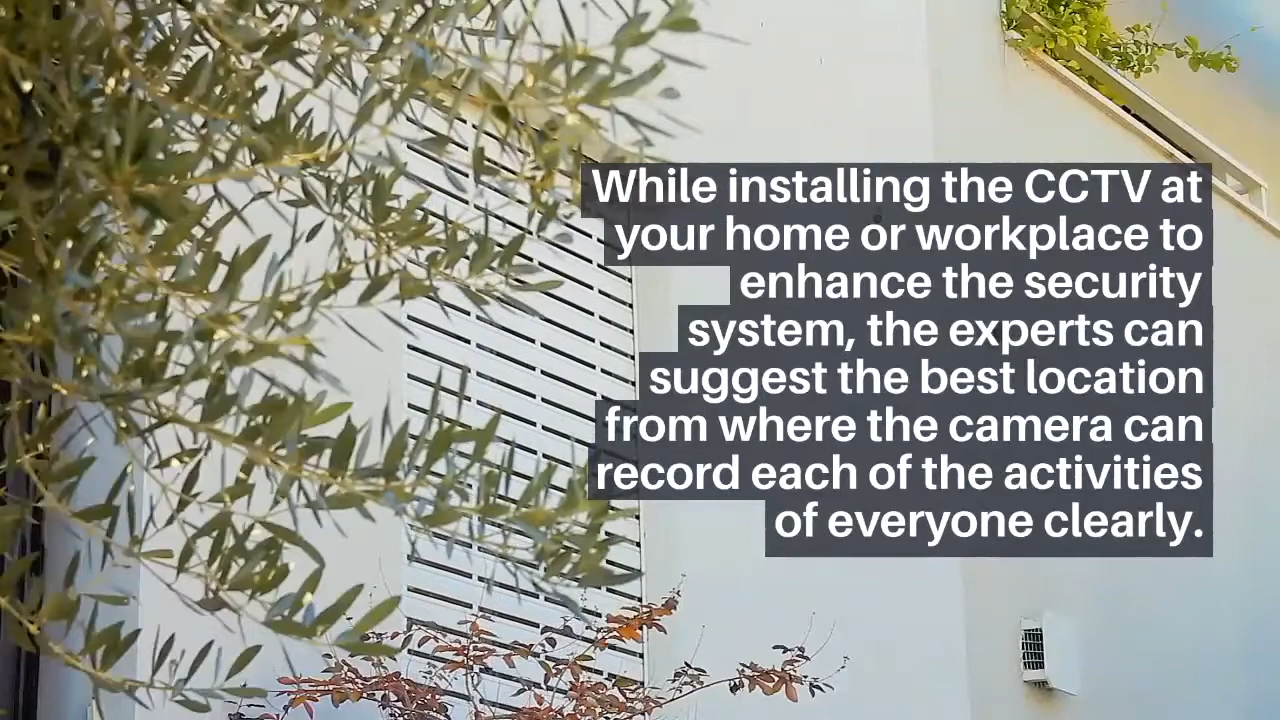 While installing the CCTV at
your home or workplace to
enhance the security
system, the experts can
suggest the best location
from where the camera can
record each of the activities
of everyone clearly.